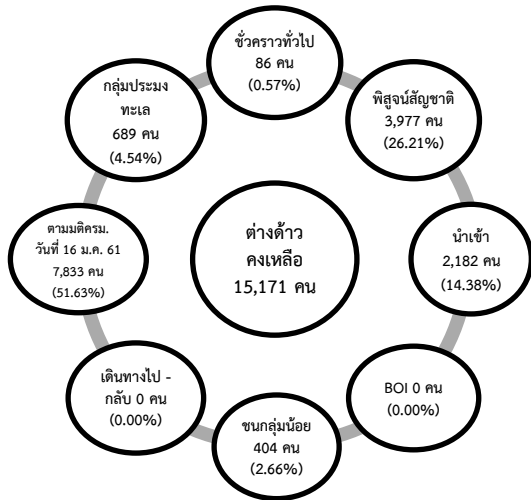 ชั่วคราวทั่วไป
86 คน
(0.57%)
พิสูจน์สัญชาติ
3,977 คน
(26.21%)
นำเข้า
2,182 คน
(14.38%)
BOI 0 คน
(0.00%)
ชนกลุ่มน้อย
404 คน
(2.66%)
เดินทางไป -
กลับ 0 คน
(0.00%)
ตามมติครม.
วันที่ 16 ม.ค. 61
7,833 คน
(51.63%)
กลุ่มประมง
ทะเล
689 คน
(4.54%)
ต่างด้าว
คงเหลือ
15,171 คน